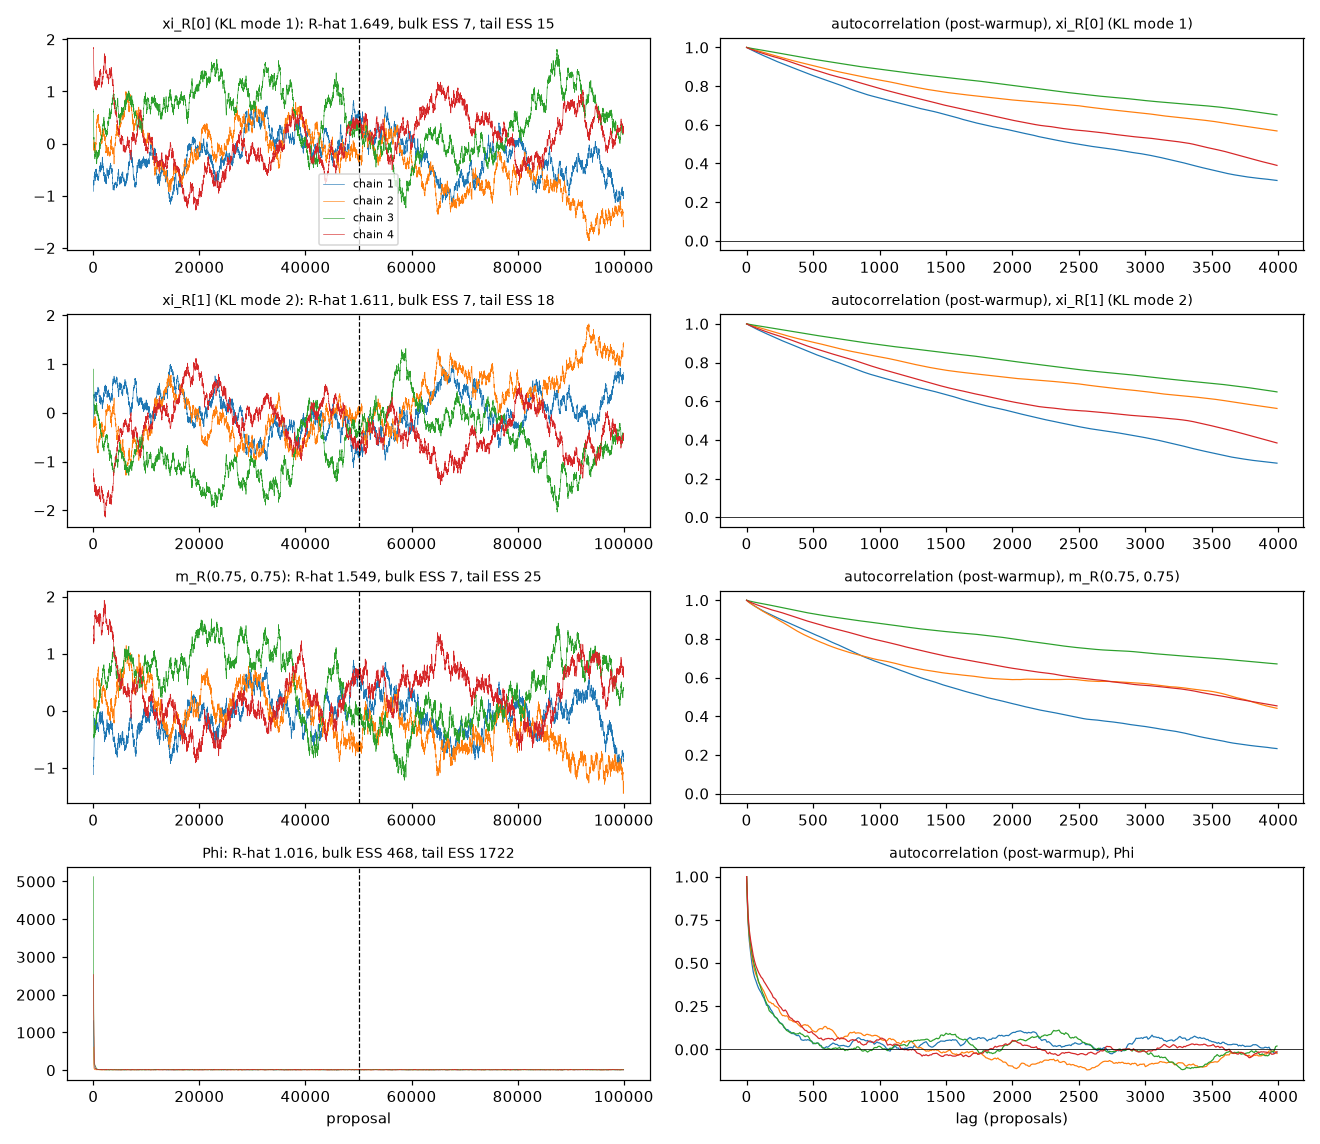 xi_R[0] (KL mode 1): R-hat 1.649, bulk ESS 7, tail ESS 15
2
1
0
−1
−2
chain 1
chain 2
chain 3
chain 4
0 20000 40000 60000 80000 100000
autocorrelation (post-warmup), xi_R[0] (KL mode 1)
1.0
0.8
0.6
0.4
0.2
0.0
0 500 1000 1500 2000 2500 3000 3500 4000
xi_R[1] (KL mode 2): R-hat 1.611, bulk ESS 7, tail ESS 18
2
1
0
−1
−2
0 20000 40000 60000 80000 100000
autocorrelation (post-warmup), xi_R[1] (KL mode 2)
1.0
0.8
0.6
0.4
0.2
0.0
0 500 1000 1500 2000 2500 3000 3500 4000
m_R(0.75, 0.75): R-hat 1.549, bulk ESS 7, tail ESS 25
2
1
0
−1
0 20000 40000 60000 80000 100000
autocorrelation (post-warmup), m_R(0.75, 0.75)
1.0
0.8
0.6
0.4
0.2
0.0
0 500 1000 1500 2000 2500 3000 3500 4000
Phi: R-hat 1.016, bulk ESS 468, tail ESS 1722
5000
4000
3000
2000
1000
0
0 20000 40000 60000 80000 100000
proposal
autocorrelation (post-warmup), Phi
1.00
0.75
0.50
0.25
0.00
0 500 1000 1500 2000 2500 3000 3500 4000
lag (proposals)